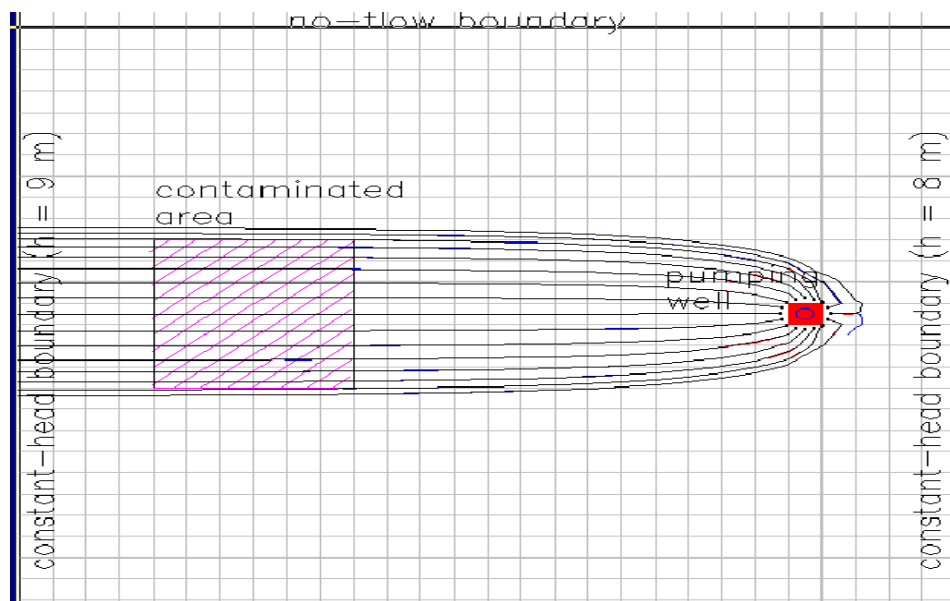 no-flow boundary
constant-head boundary (h = 9 m)
contaminated
area
pumping
well
constant-head boundary (h = 8 m)